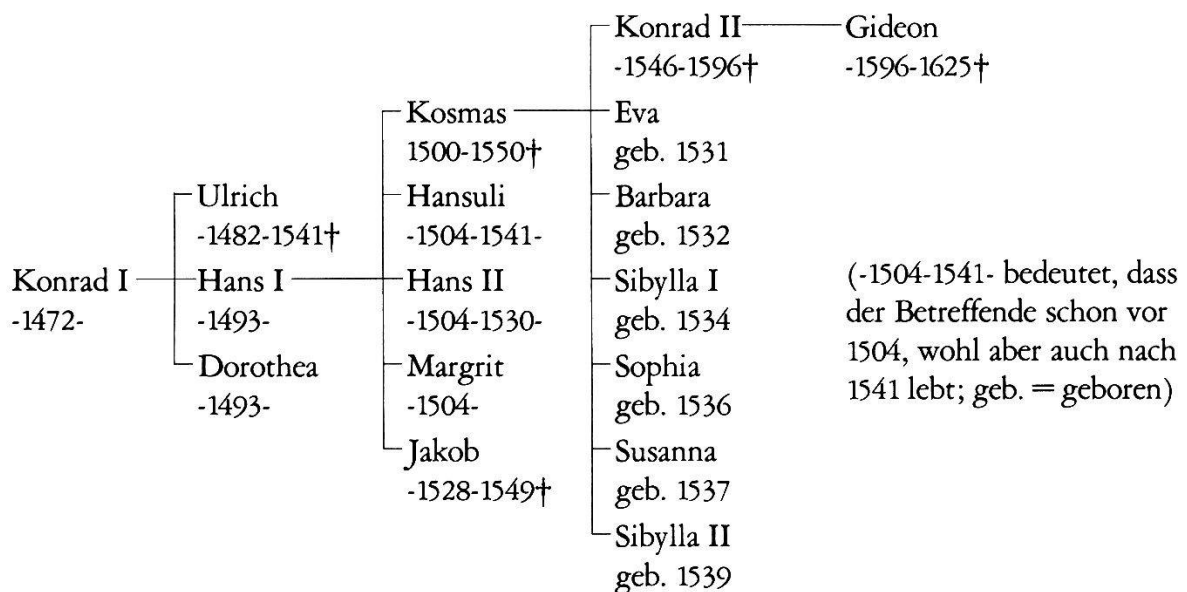 Konrad I
-1472-
Ulrich
-1482-1541†
Hans I
-1493-
Dorothea
-1493-
Kosmas
1500-1550†
Hansuli
-1504-1541-
Hans II
-1504-1530-
Margrit
-1504-
Jakob
-1528-1549†
Konrad II
-1546-1596†
Eva
geb. 1531
Barbara
geb. 1532
Sibylla I
geb. 1534
Sophia
geb. 1536
Susanna
geb. 1537
Sibylla II
geb. 1539
Gideon
-1596-1625†
(-1504-1541- bedeutet, dass
der Betreffende schon vor
1504, wohl aber auch nach
1541 lebt; geb. = geboren)